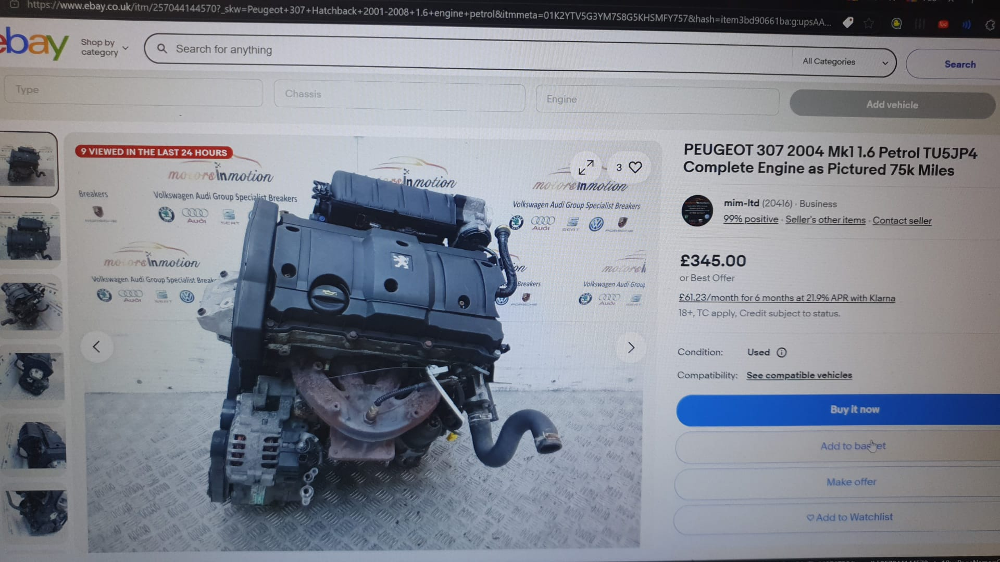 https://www.ebay.co.uk/itm/257044144570?_skw=Peugeot+307+Hatchback+2001-2008+1.6+engine+petrol&itmmeta=01K2YTV5G3YM7S8G5KHSMFY757&hash=item3bd90661ba:g:upsAA...
ebay
Shop by
category
Search for anything
All Categories
Search
Type
Chassis
Engine
Add vehicle
9 VIEWED IN THE LAST 24 HOURS
3
motorsInmotion
Inmotion
motorsInmotion
Breakers
Volkswagen Audi Group Specialist Breakers
Volkswagen Audi Group Specialist Breakers
PORSCHE
Audi
SEAT
Audi
SEAT
PORSCHE
motorsInmotion
on
motorsI
Volkswagen Audi Group Specialist Break
Breakers
Volkswagen Audi Group
Audi
SEAT
PORSCHE
Audi
SEAT
PEUGEOT 307 2004 Mk1 1.6 Petrol TU5JP4
Complete Engine as Pictured 75k Miles
mim-ltd (20416) · Business
99% positive · Seller's other items · Contact seller
£345.00
or Best Offer
£61.23/month for 6 months at 21.9% APR with Klarna
18+, TC apply, Credit subject to status.
Condition: Used
Compatibility: See compatible vehicles
Buy it now
Add to basket
Make offer
Add to Watchlist